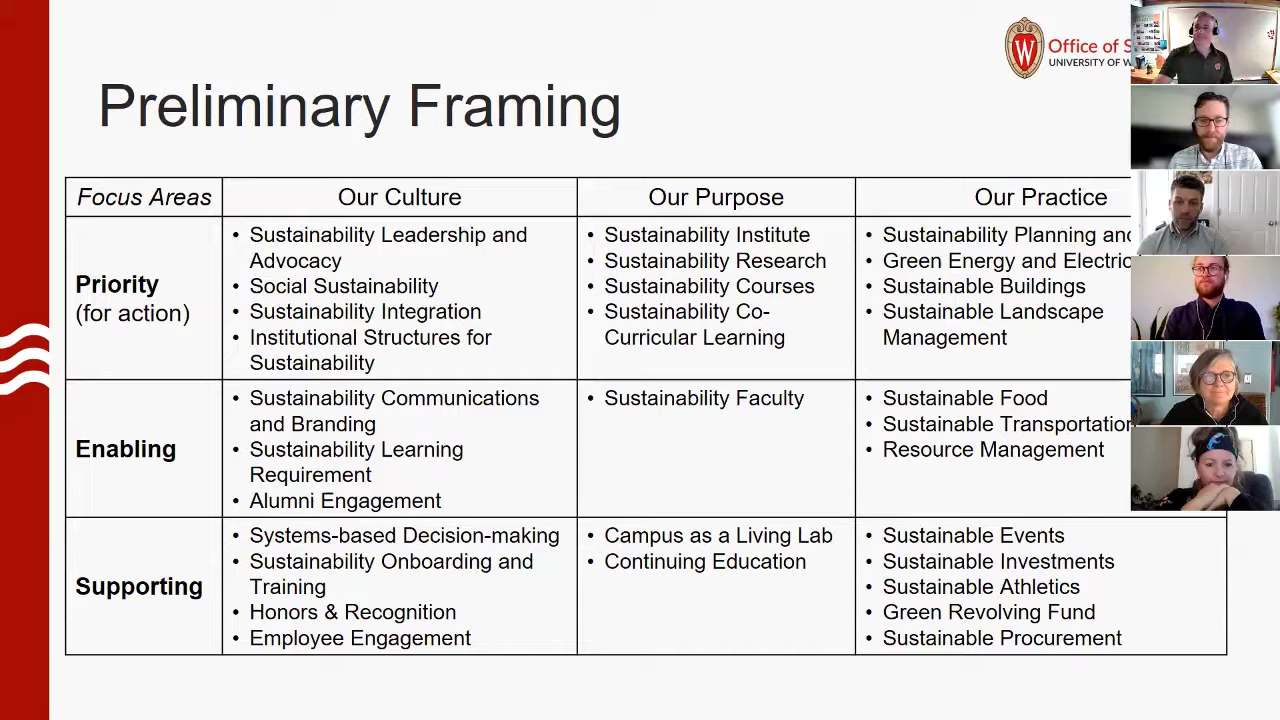 Office of S
UNIVERSITY OF W
Preliminary Framing
Focus Areas
Our Culture
Our Purpose
Our Practice
Priority
(for action)
• Sustainability Leadership and
Advocacy
• Social Sustainability
• Sustainability Integration
• Institutional Structures for
Sustainability
• Sustainability Institute
• Sustainability Research
• Sustainability Courses
• Sustainability Co-
Curricular Learning
• Sustainability Planning and
• Green Energy and Electric
• Sustainable Buildings
• Sustainable Landscape
Management
Enabling
• Sustainability Communications
and Branding
• Sustainability Learning
Requirement
• Alumni Engagement
• Sustainability Faculty
• Sustainable Food
• Sustainable Transportation
• Resource Management
Supporting
• Systems-based Decision-making
• Sustainability Onboarding and
Training
• Honors & Recognition
• Employee Engagement
• Campus as a Living Lab
• Continuing Education
• Sustainable Events
• Sustainable Investments
• Sustainable Athletics
• Green Revolving Fund
• Sustainable Procurement